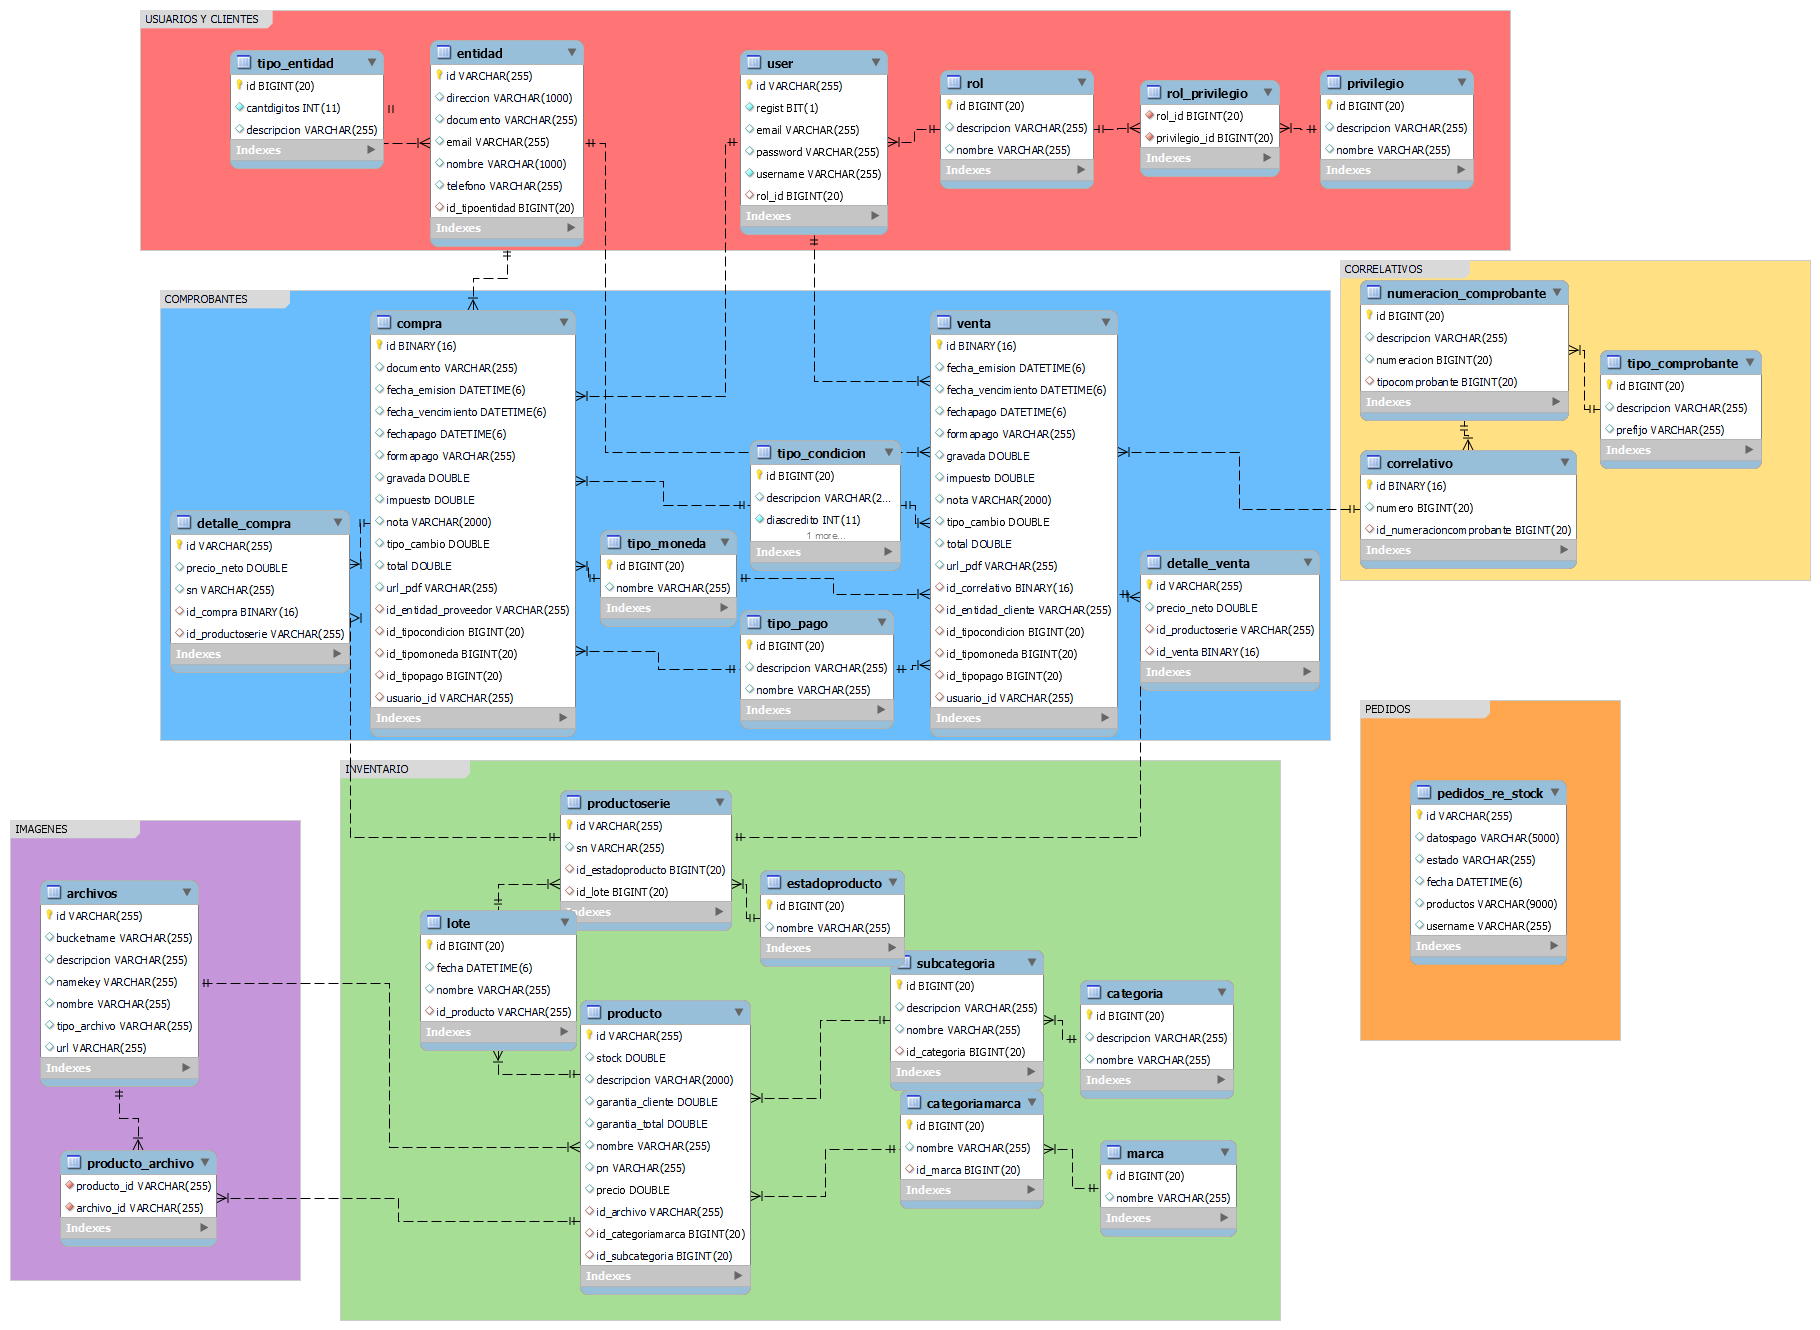 USUARIOS Y CLIENTES
tipo_entidad
id BIGINT(20)
cantdigitos INT(11)
descripcion VARCHAR(255)
Indexes
entidad
id VARCHAR(255)
direccion VARCHAR(1000)
documento VARCHAR(255)
email VARCHAR(255)
nombre VARCHAR(1000)
telefono VARCHAR(255)
id_tipoentidad BIGINT(20)
Indexes
user
id VARCHAR(255)
regist BIT(1)
email VARCHAR(255)
password VARCHAR(255)
username VARCHAR(255)
rol_id BIGINT(20)
Indexes
rol
id BIGINT(20)
descripcion VARCHAR(255)
nombre VARCHAR(255)
Indexes
rol_privilegio
rol_id BIGINT(20)
privilegio_id BIGINT(20)
Indexes
privilegio
id BIGINT(20)
descripcion VARCHAR(255)
nombre VARCHAR(255)
Indexes
COMPROBANTES
compra
id BINARY(16)
documento VARCHAR(255)
fecha_emision DATETIME(6)
fecha_vencimiento DATETIME(6)
fechapago DATETIME(6)
formapago VARCHAR(255)
gravada DOUBLE
impuesto DOUBLE
nota VARCHAR(2000)
tipo_cambio DOUBLE
total DOUBLE
url_pdf VARCHAR(255)
id_entidad_proveedor VARCHAR(255)
id_tipocondicion BIGINT(20)
id_tipomoneda BIGINT(20)
id_tipopago BIGINT(20)
usuario_id VARCHAR(255)
Indexes
detalle_compra
id VARCHAR(255)
precio_neto DOUBLE
sn VARCHAR(255)
id_compra BINARY(16)
id_productoserie VARCHAR(255)
Indexes
tipo_condicion
id BIGINT(20)
descripcion VARCHAR(2...
diascredito INT(11)
1 more...
Indexes
tipo_moneda
id BIGINT(20)
nombre VARCHAR(255)
Indexes
tipo_pago
id BIGINT(20)
descripcion VARCHAR(255)
nombre VARCHAR(255)
Indexes
venta
id BINARY(16)
fecha_emision DATETIME(6)
fecha_vencimiento DATETIME(6)
fechapago DATETIME(6)
formapago VARCHAR(255)
gravada DOUBLE
impuesto DOUBLE
nota VARCHAR(2000)
tipo_cambio DOUBLE
total DOUBLE
url_pdf VARCHAR(255)
id_correlativo BINARY(16)
id_entidad_cliente VARCHAR(255)
id_tipocondicion BIGINT(20)
id_tipomoneda BIGINT(20)
id_tipopago BIGINT(20)
usuario_id VARCHAR(255)
Indexes
detalle_venta
id VARCHAR(255)
precio_neto DOUBLE
id_productoserie VARCHAR(255)
id_venta BINARY(16)
Indexes
CORRELATIVOS
numeracion_comprobante
id BIGINT(20)
descripcion VARCHAR(255)
numeracion BIGINT(20)
tipocomprobante BIGINT(20)
Indexes
tipo_comprobante
id BIGINT(20)
descripcion VARCHAR(255)
prefijo VARCHAR(255)
Indexes
correlativo
id BINARY(16)
numero BIGINT(20)
id_numeracioncomprobante BIGINT(20)
Indexes
PEDIDOS
pedidos_re_stock
id VARCHAR(255)
datospago VARCHAR(5000)
estado VARCHAR(255)
fecha DATETIME(6)
productos VARCHAR(9000)
username VARCHAR(255)
Indexes
IMAGENES
archivos
id VARCHAR(255)
bucketname VARCHAR(255)
descripcion VARCHAR(255)
namekey VARCHAR(255)
nombre VARCHAR(255)
tipo_archivo VARCHAR(255)
url VARCHAR(255)
Indexes
producto_archivo
producto_id VARCHAR(255)
archivo_id VARCHAR(255)
Indexes
INVENTARIO
productoserie
id VARCHAR(255)
sn VARCHAR(255)
id_estadoproducto BIGINT(20)
id_lote BIGINT(20)
Indexes
lote
id BIGINT(20)
fecha DATETIME(6)
nombre VARCHAR(255)
id_producto VARCHAR(255)
Indexes
estadoproducto
id BIGINT(20)
nombre VARCHAR(255)
Indexes
producto
id VARCHAR(255)
stock DOUBLE
descripcion VARCHAR(2000)
garantia_cliente DOUBLE
garantia_total DOUBLE
nombre VARCHAR(255)
pn VARCHAR(255)
precio DOUBLE
id_archivo VARCHAR(255)
id_categoriamarca BIGINT(20)
id_subcategoria BIGINT(20)
Indexes
subcategoria
id BIGINT(20)
descripcion VARCHAR(255)
nombre VARCHAR(255)
id_categoria BIGINT(20)
Indexes
categoria
id BIGINT(20)
descripcion VARCHAR(255)
nombre VARCHAR(255)
Indexes
categoriamarca
id BIGINT(20)
nombre VARCHAR(255)
id_marca BIGINT(20)
Indexes
marca
id BIGINT(20)
nombre VARCHAR(255)
Indexes